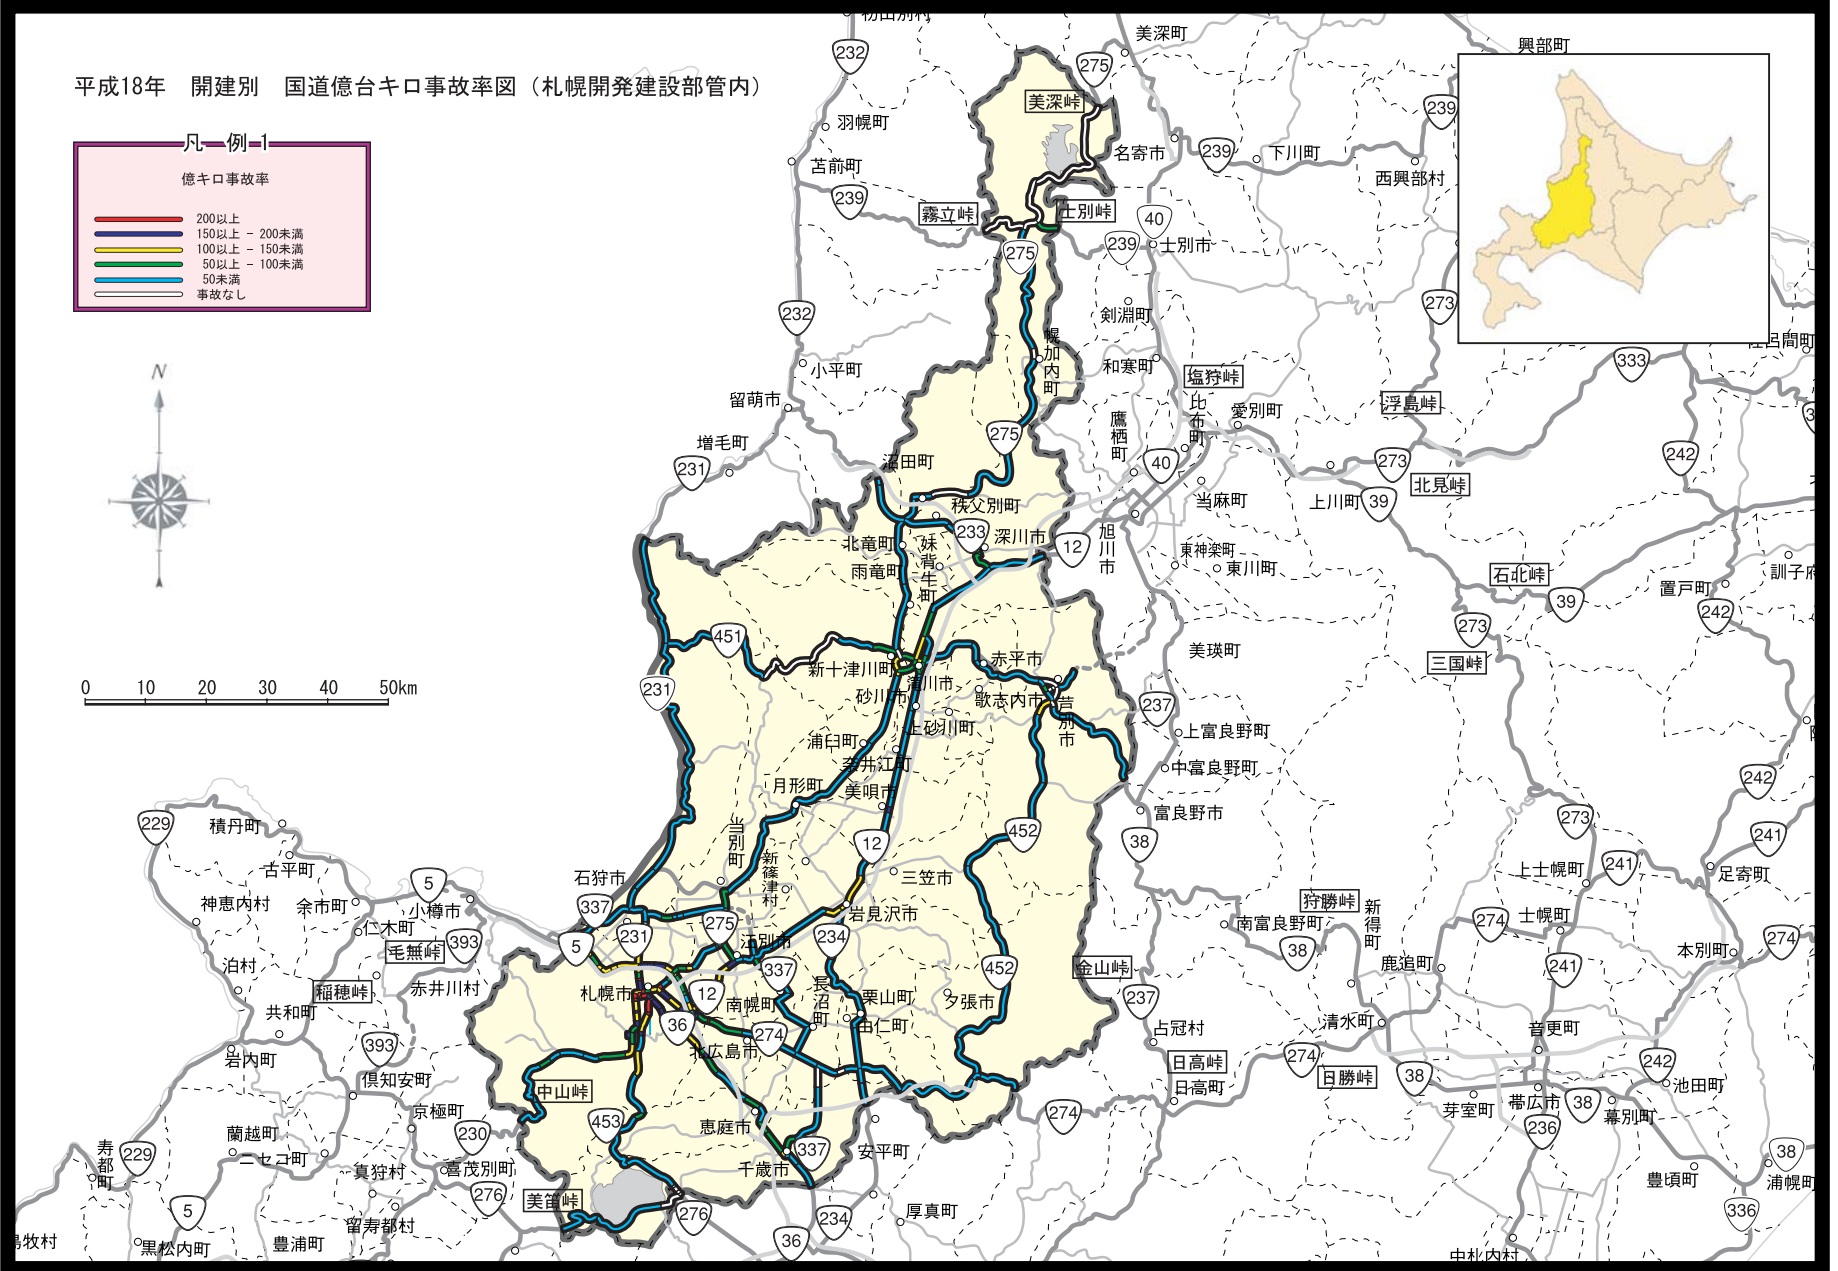 平成18年　開建別　国道億台キロ事故率図（札幌開発建設部管内）
凡　例 1
億キロ事故率
200以上
150以上 - 200未満
100以上 - 150未満
50以上 - 100未満
50未満
事故なし
N
0 10 20 30 40 50km
初山別村
232
美深町
275
美深峠
興部町
239
羽幌町
名寄市
239
下川町
西興部村
苫前町
239
霧立峠
士別峠
40
275
239
士別市
232
剣淵町
273
幌加内町
和寒町
塩狩峠
佐呂間町
333
小平町
留萌市
比布町
愛別町
浮島峠
鷹栖町
275
増毛町
231
沼田町
40
273
242
北見峠
秩父別町
当麻町
上川町
39
233
深川市
12
旭川市
北竜町
妹背牛町
東神楽町
雨竜町
東川町
石北峠
置戸町
訓子府
39
242
451
273
美瑛町
新十津川町
赤平市
三国峠
滝川市
231
砂川市
歌志内市
芦別市
237
上砂川町
上富良野町
浦臼町
奈井江町
中富良野町
月形町
美唄市
242
富良野市
229
積丹町
当別町
12
452
38
273
241
古平町
新篠津村
三笠市
上士幌町
241
足寄町
石狩市
5
神恵内村
余市町
小樽市
337
岩見沢市
狩勝峠
新得町
士幌町
274
仁木町
275
南富良野町
274
毛無峠
393
5
231
江別市
234
38
本別町
泊村
337
452
金山峠
鹿追町
241
稲穂峠
赤井川村
札幌市
12
長沼町
栗山町
夕張市
237
共和町
南幌町
36
由仁町
占冠村
清水町
音更町
393
274
岩内町
北広島市
日高峠
274
242
倶知安町
中山峠
日高町
日勝峠
38
池田町
京極町
453
芽室町
帯広市
38
幕別町
恵庭市
274
蘭越町
230
236
寿都町
229
ニセコ町
337
安平町
38
真狩村
喜茂別町
千歳市
豊頃町
浦幌町
276
美笛峠
5
276
234
厚真町
336
留寿都村
島牧村
黒松内町
豊浦町
36
中札内村